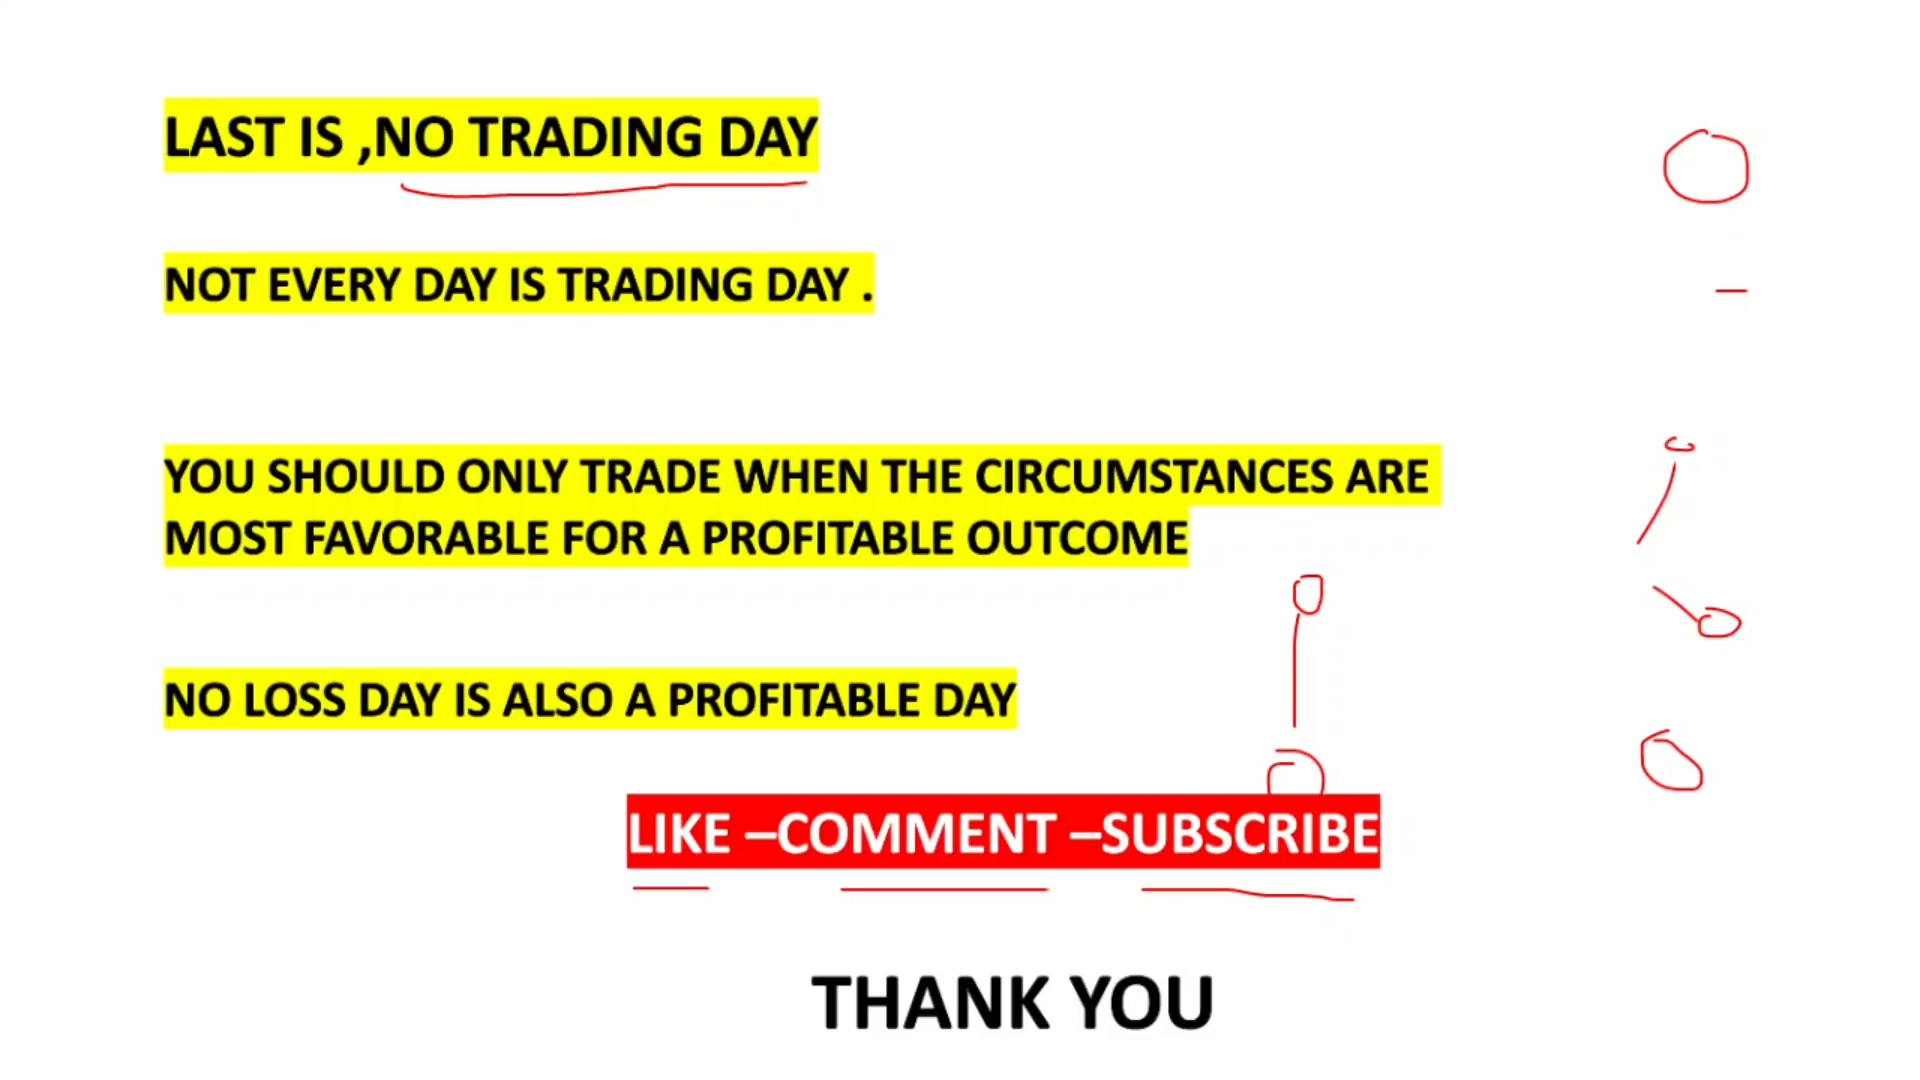 LAST IS ,NO TRADING DAY
NOT EVERY DAY IS TRADING DAY .
YOU SHOULD ONLY TRADE WHEN THE CIRCUMSTANCES ARE
MOST FAVORABLE FOR A PROFITABLE OUTCOME
NO LOSS DAY IS ALSO A PROFITABLE DAY
LIKE –COMMENT –SUBSCRIBE
THANK YOU